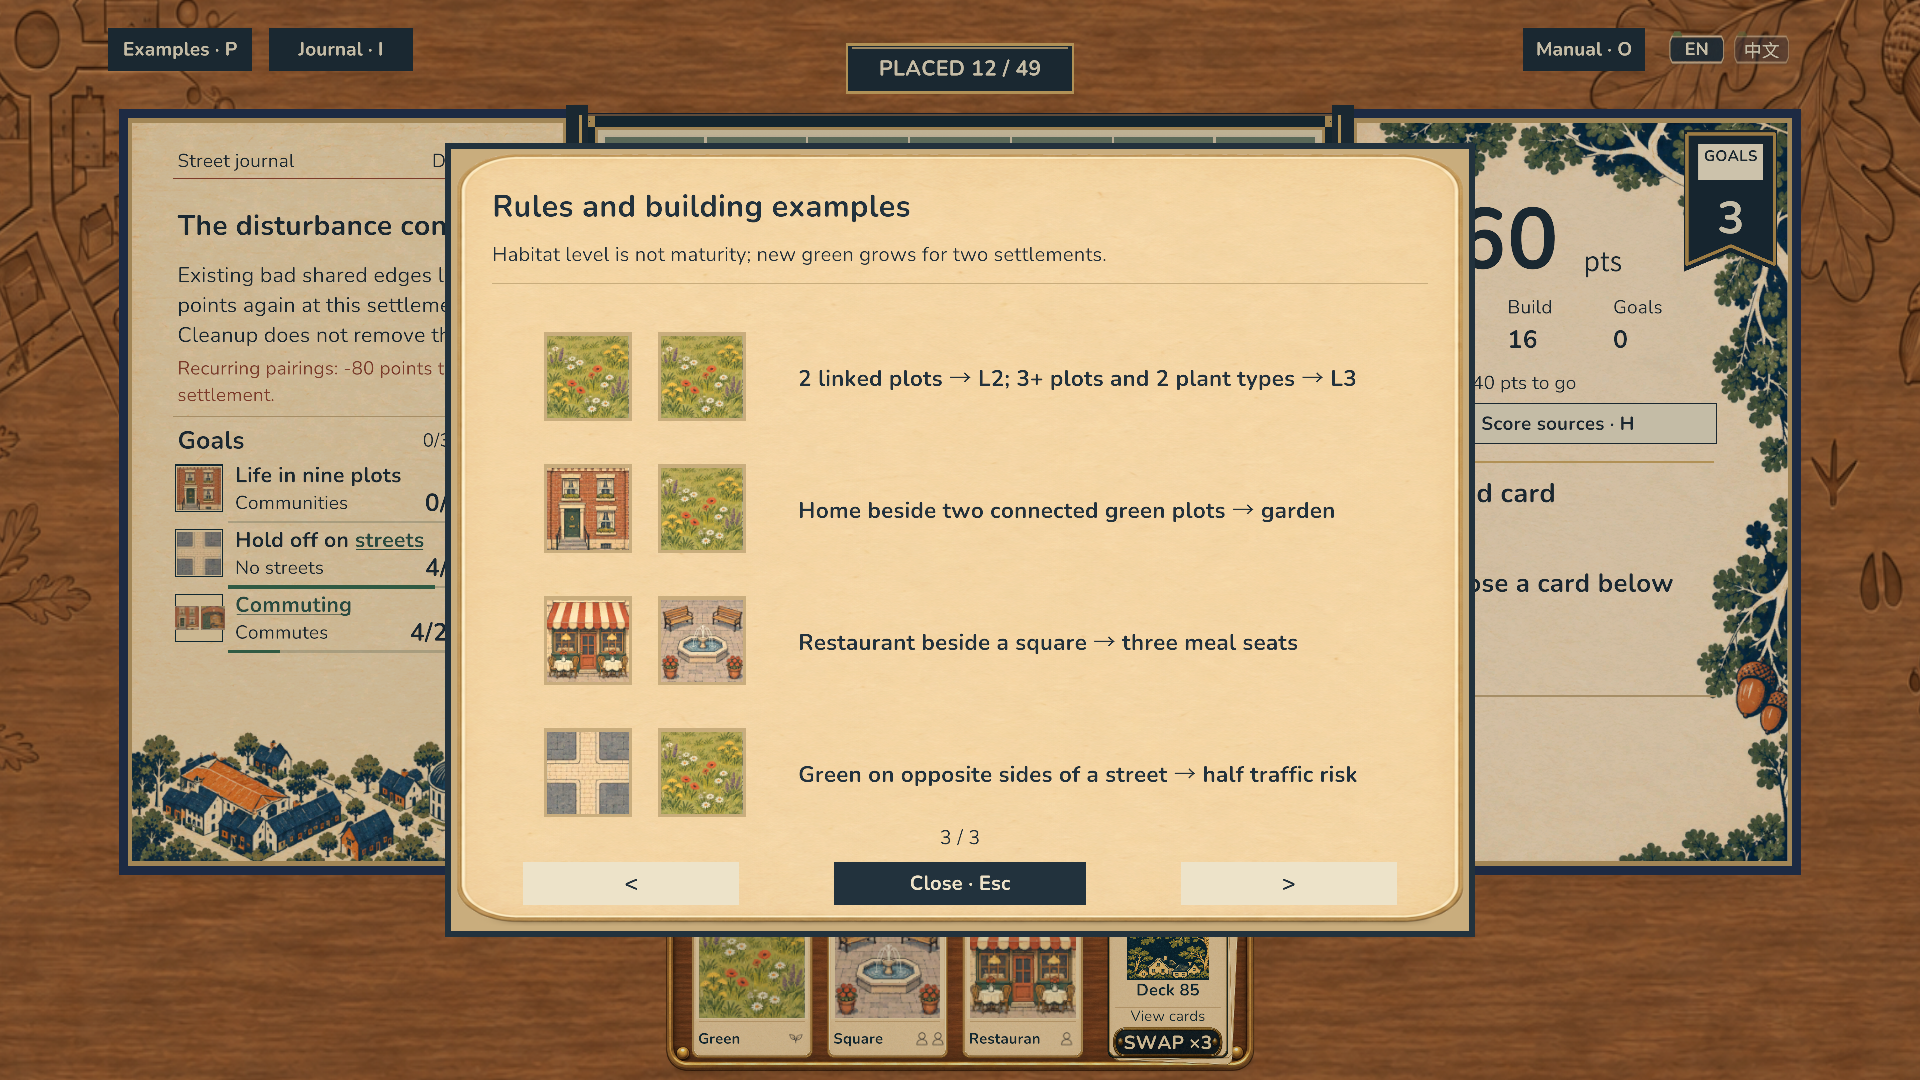 Examples · P
Journal · I
PLACED 12 / 49
Manual · O
EN
中文
Street journal
The disturbance con
Existing bad shared edges
points again at this settleme
Cleanup does not remove th
Recurring pairings: -80 points
settlement.
Goals
Life in nine plots
Communities
0/
Hold off on streets
No streets
4/
Commuting
Commutes
4/2
Rules and building examples
Habitat level is not maturity; new green grows for two settlements.
2 linked plots → L2; 3+ plots and 2 plant types → L3
Home beside two connected green plots → garden
Restaurant beside a square → three meal seats
Green on opposite sides of a street → half traffic risk
3 / 3
<
Close · Esc
>
GOALS
3
60 pts
Build
16
Goals
0
40 pts to go
Score sources · H
d card
ose a card below
Green
Square
Restauran
Deck 85
View cards
SWAP ×3